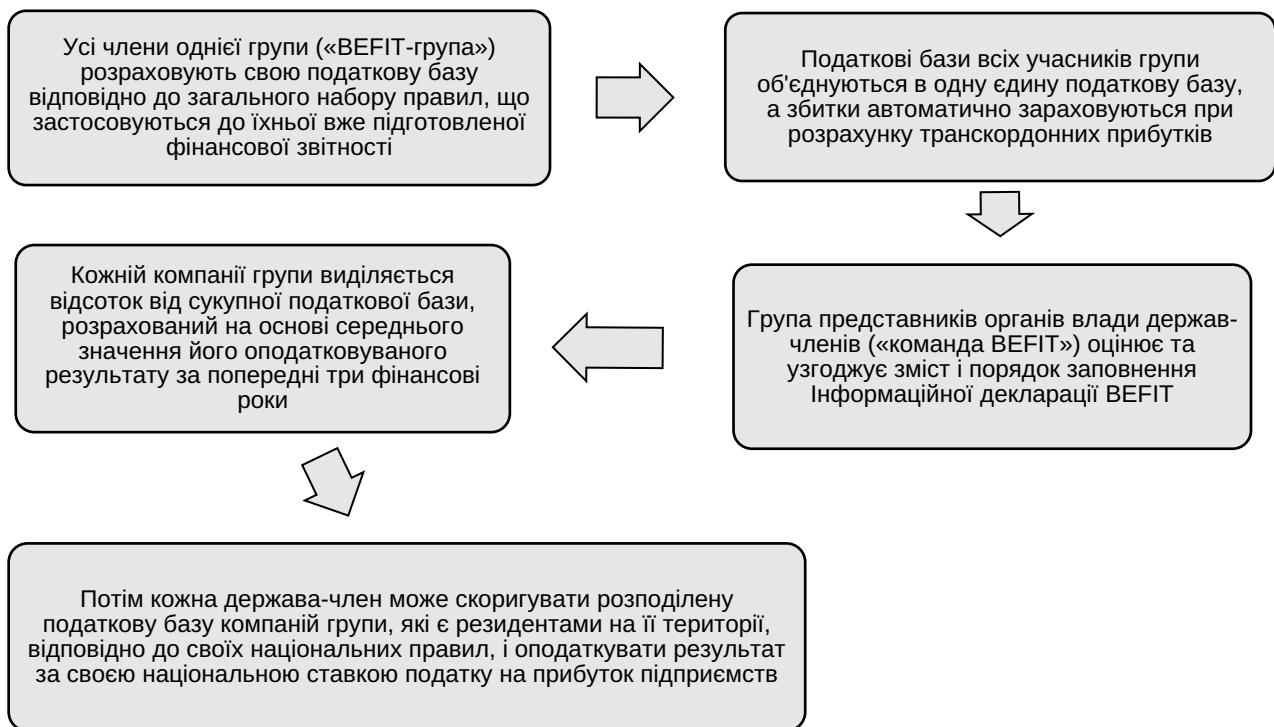 Усі члени однієї групи («BEFIT-група»)
розраховують свою податкову базу
відповідно до загального набору правил, що
застосовуються до їхньої вже підготовленої
фінансової звітності
Податкові бази всіх учасників групи
об'єднуються в одну єдину податкову базу,
а збитки автоматично зараховуються при
розрахунку транскордонних прибутків
Група представників органів влади держав-
членів («команда BEFIT») оцінює та
узгоджує зміст і порядок заповнення
Інформаційної декларації BEFIT
Кожній компанії групи виділяється
відсоток від сукупної податкової бази,
розрахований на основі середнього
значення його оподатковуваного
результату за попередні три фінансові
роки
Потім кожна держава-член може скоригувати розподілену
податкову базу компаній групи, які є резидентами на її території,
відповідно до своїх національних правил, і оподаткувати результат
за своєю національною ставкою податку на прибуток підприємств